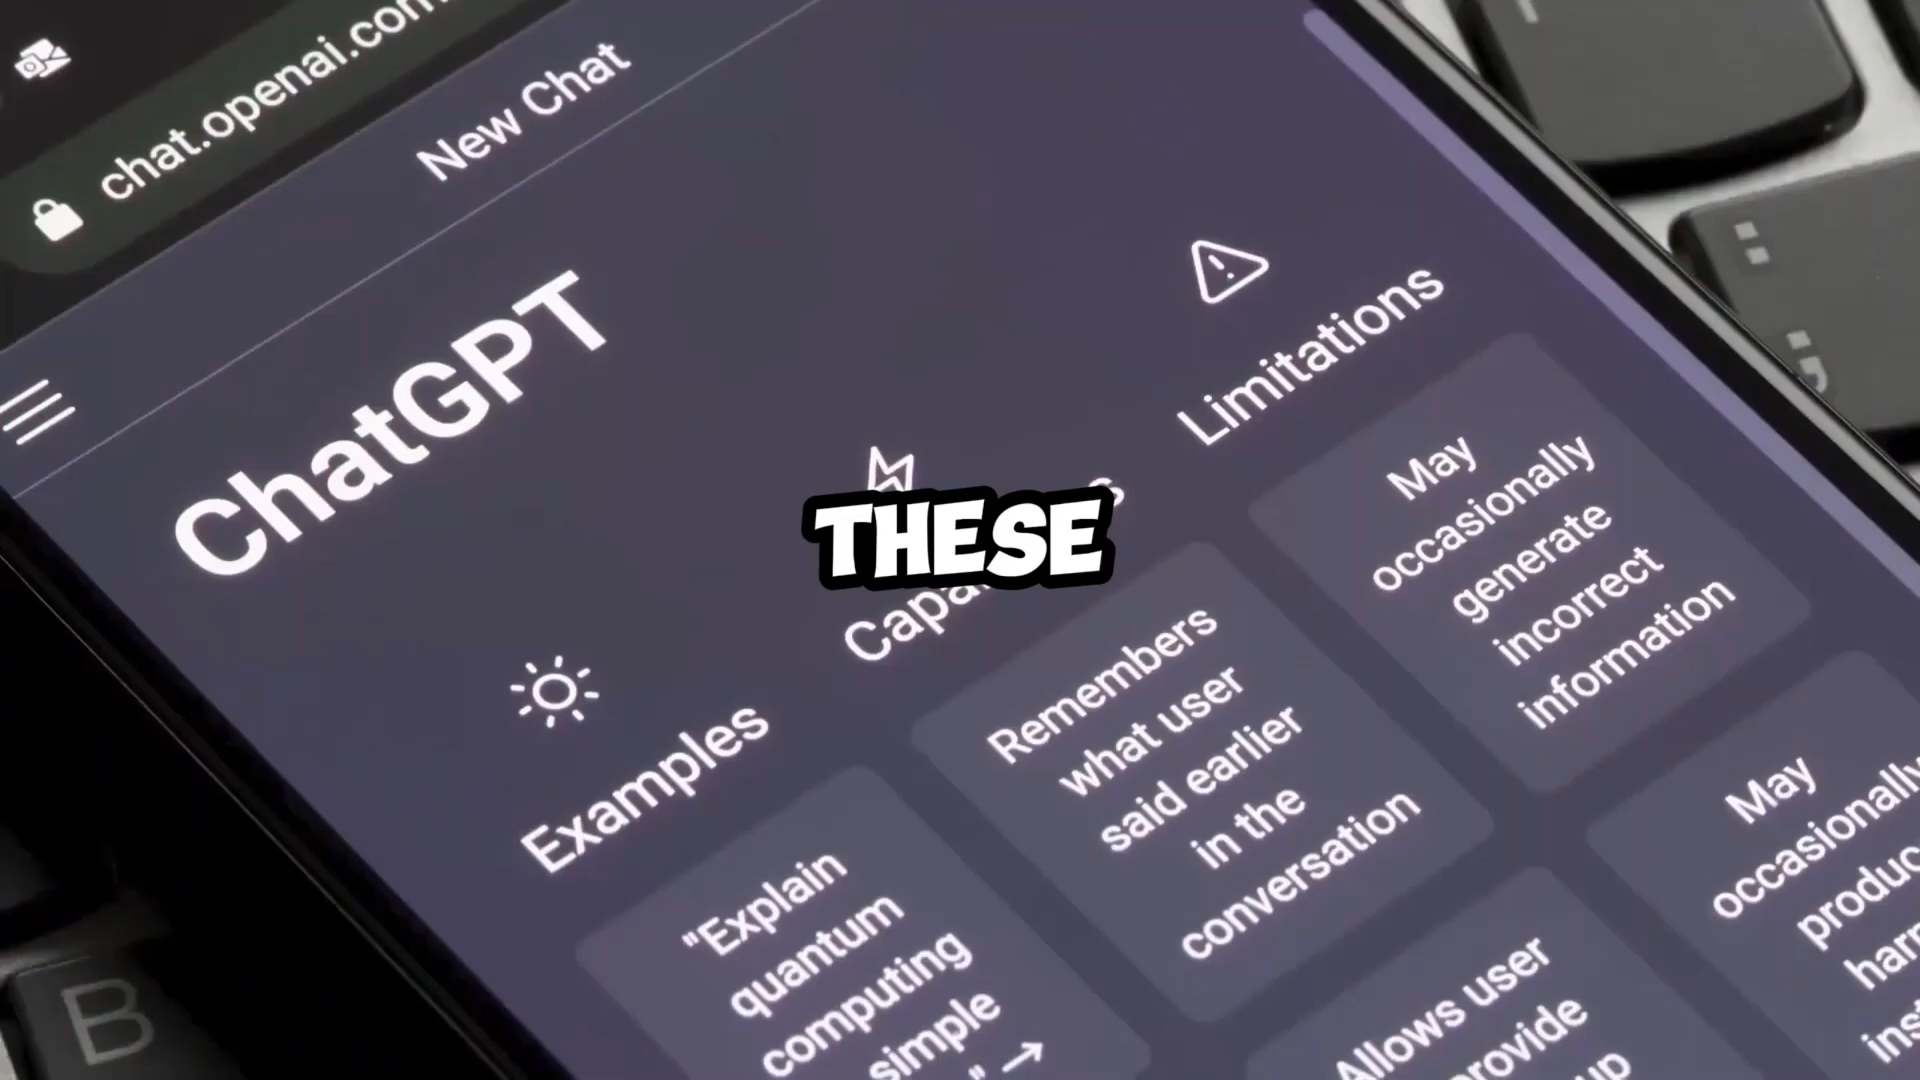 chat.openai.com
New Chat
ChatGPT
Examples
"Explain
quantum
computing
simple
" →
THESE
Remembers
what user
said earlier
in the
conversation
Allows user
Limitations
May
occasionally
generate
incorrect
information
May
occasionally
B